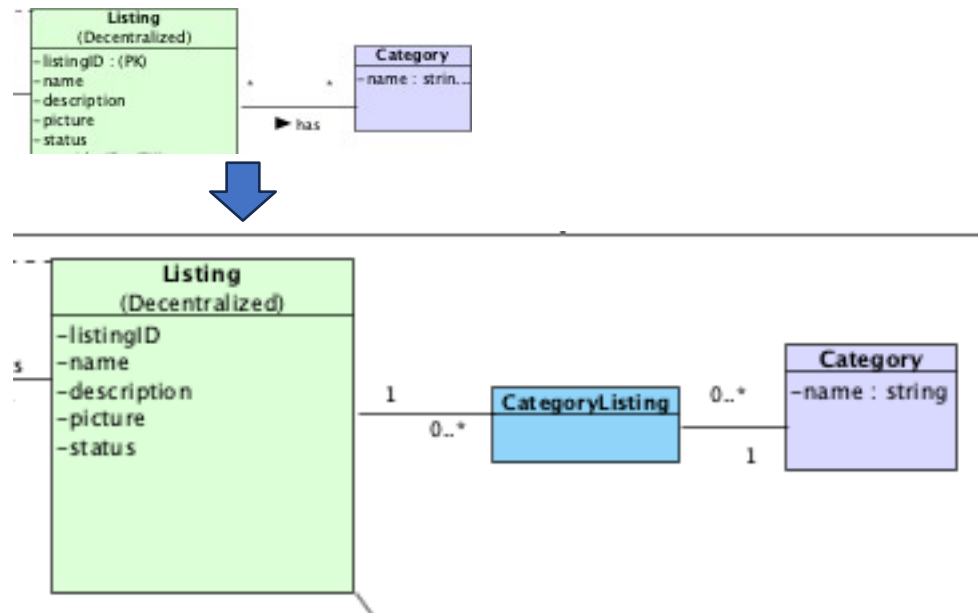 Listing
(Decentralized)
-listingID : (PK)
-name
-description
-picture
-status
*
*
has
Category
-name : strin...
Listing
(Decentralized)
-listingID
-name
-description
-picture
-status
s
1
0..*
CategoryListing
0..*
1
Category
-name : string